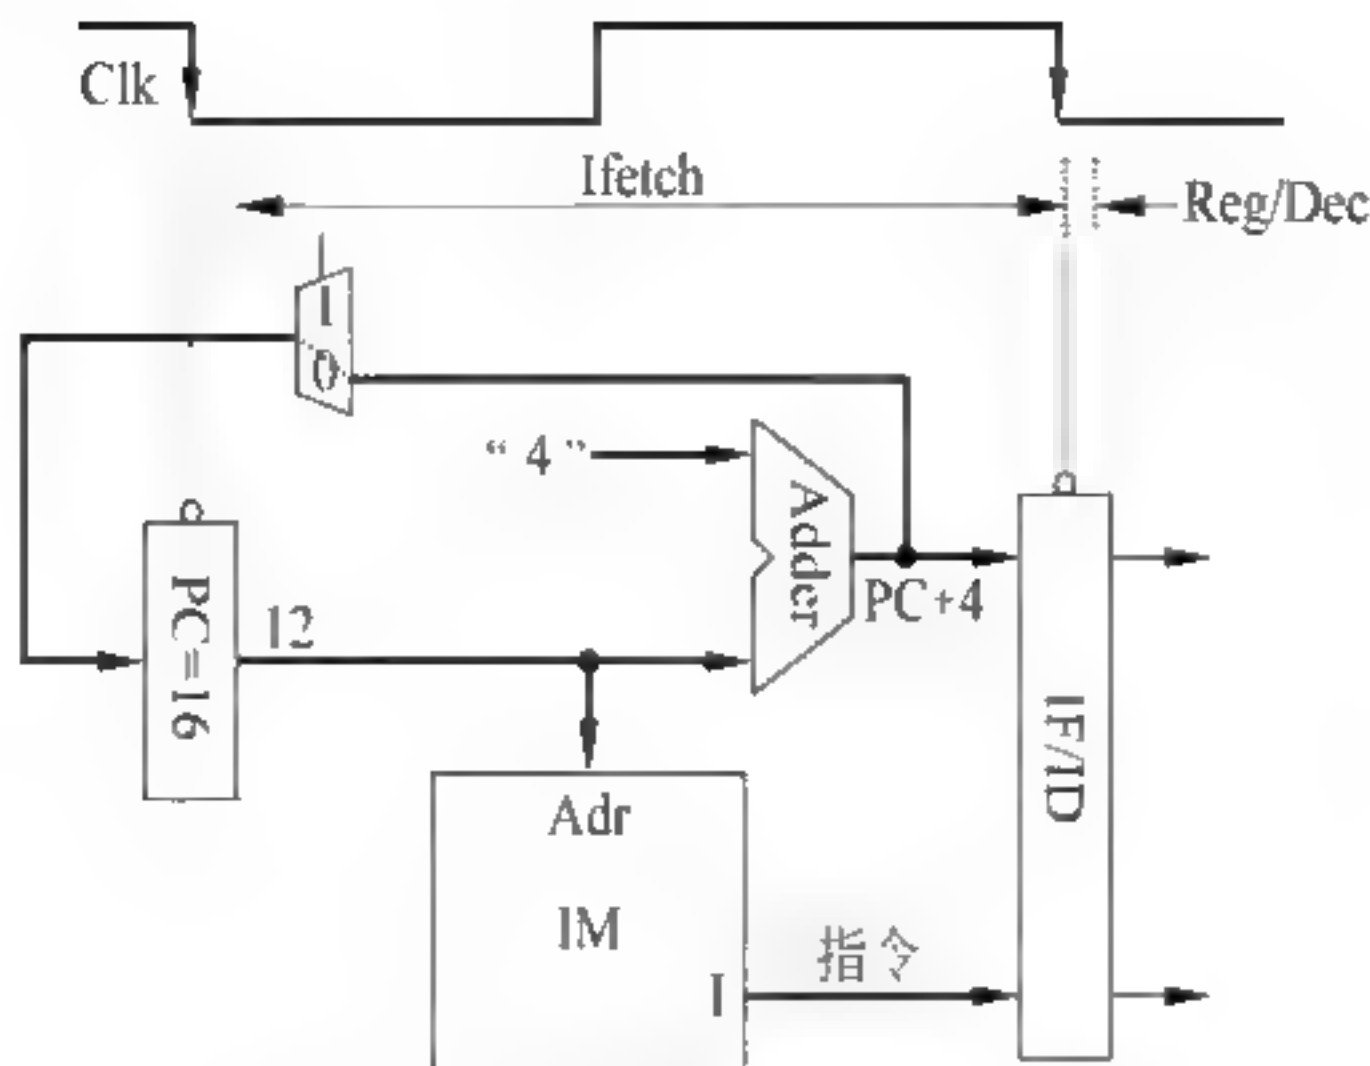 Clk
Ifetch
Reg/Dec
1
0
“4”
Adder
PC+4
PC=16
12
IF/ID
Adr
IM
指令
I